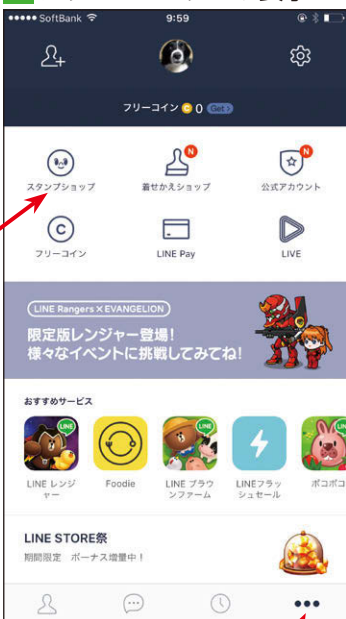 SoftBank 9:59
フリーコイン C 0 Get >
スタンプショップ
N
着せかえショップ
N
公式アカウント
C
フリーコイン
LINE Pay
LIVE
LINE Rangers×EVANGELION
限定版レンジャー登場!
様々なイベントに挑戦してみてね!
おすすめサービス
LINE
LINE
LINE レンジ
ャー
Foodie
LINE ブラウ
ンファーム
LINEフラッ
シュセール
ポコポコ
LINE STORE祭
期間限定 ボーナス増量中!